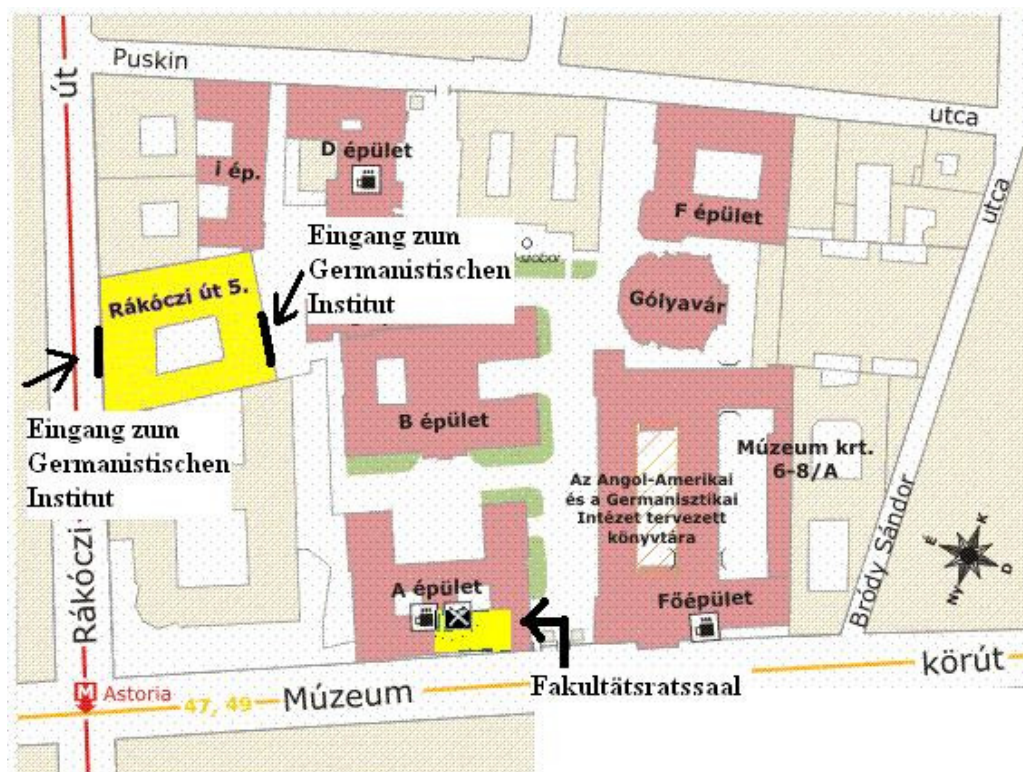 Puskin
utca
út
i ép.
D épület
F épület
utca
Eingang zum
Germanistischen
Institut
Rákóczi út 5.
Gólyavár
B épület
Eingang zum
Germanistischen
Institut
Múzeum krt.
6-8/A
Az Angol-Amerikai
és a Germanisztikai
Intézet tervezett
könyvtára
Bródy Sándor
É
K
Ny
D
Rákóczi
A épület
Főépület
Fakultätsratssaal
körút
M Astoria
47, 49
Múzeum